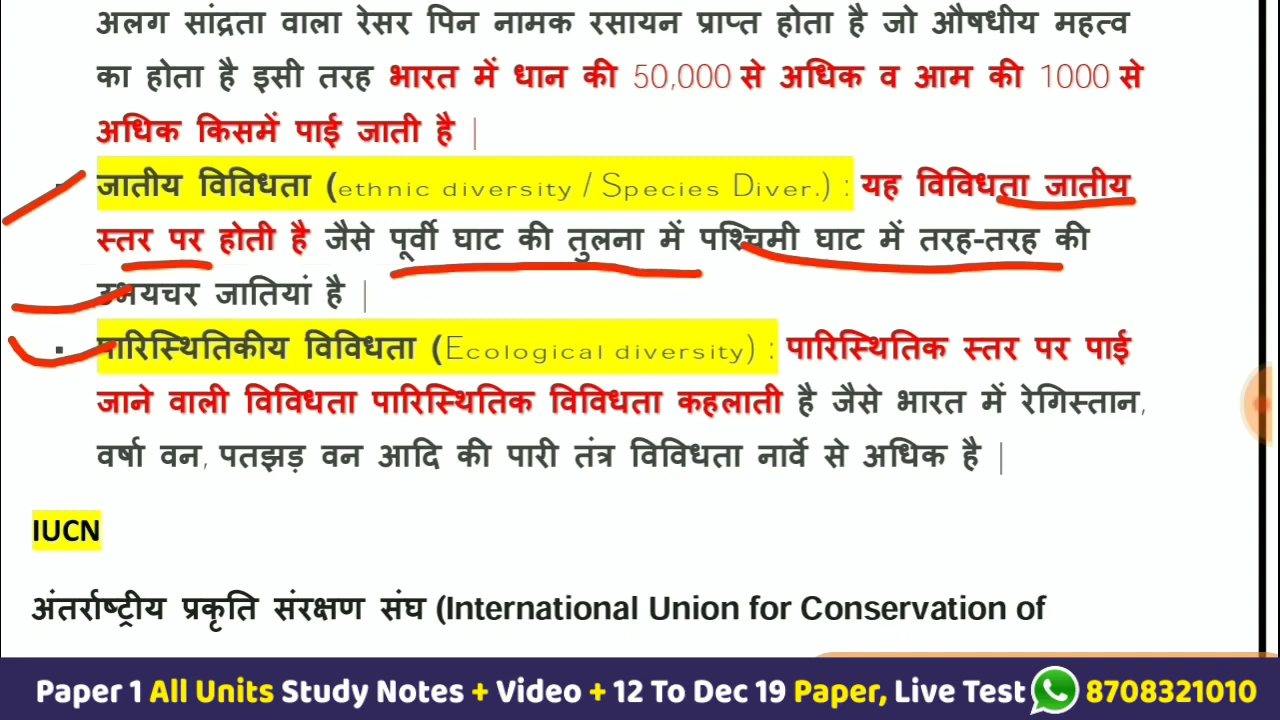 अलग सांद्रता वाला रेसर पिन नामक रसायन प्राप्त होता है जो औषधीय महत्व
का होता है इसी तरह भारत में धान की 50,000 से अधिक व आम की 1000 से
अधिक किसमें पाई जाती है |
▪ जातीय विविधता (ethnic diversity / Species Diver.) : यह विविधता जातीय
स्तर पर होती है जैसे पूर्वी घाट की तुलना में पश्चिमी घाट में तरह-तरह की
उभयचर जातियां है |
▪ पारिस्थितिकीय विविधता (Ecological diversity) : पारिस्थितिक स्तर पर पाई
जाने वाली विविधता पारिस्थितिक विविधता कहलाती है जैसे भारत में रेगिस्तान,
वर्षा वन, पतझड़ वन आदि की पारी तंत्र विविधता नार्वे से अधिक है |
IUCN
अंतर्राष्ट्रीय प्रकृति संरक्षण संघ (International Union for Conservation of
Paper 1 All Units Study Notes + Video + 12 To Dec 19 Paper, Live Test 8708321010